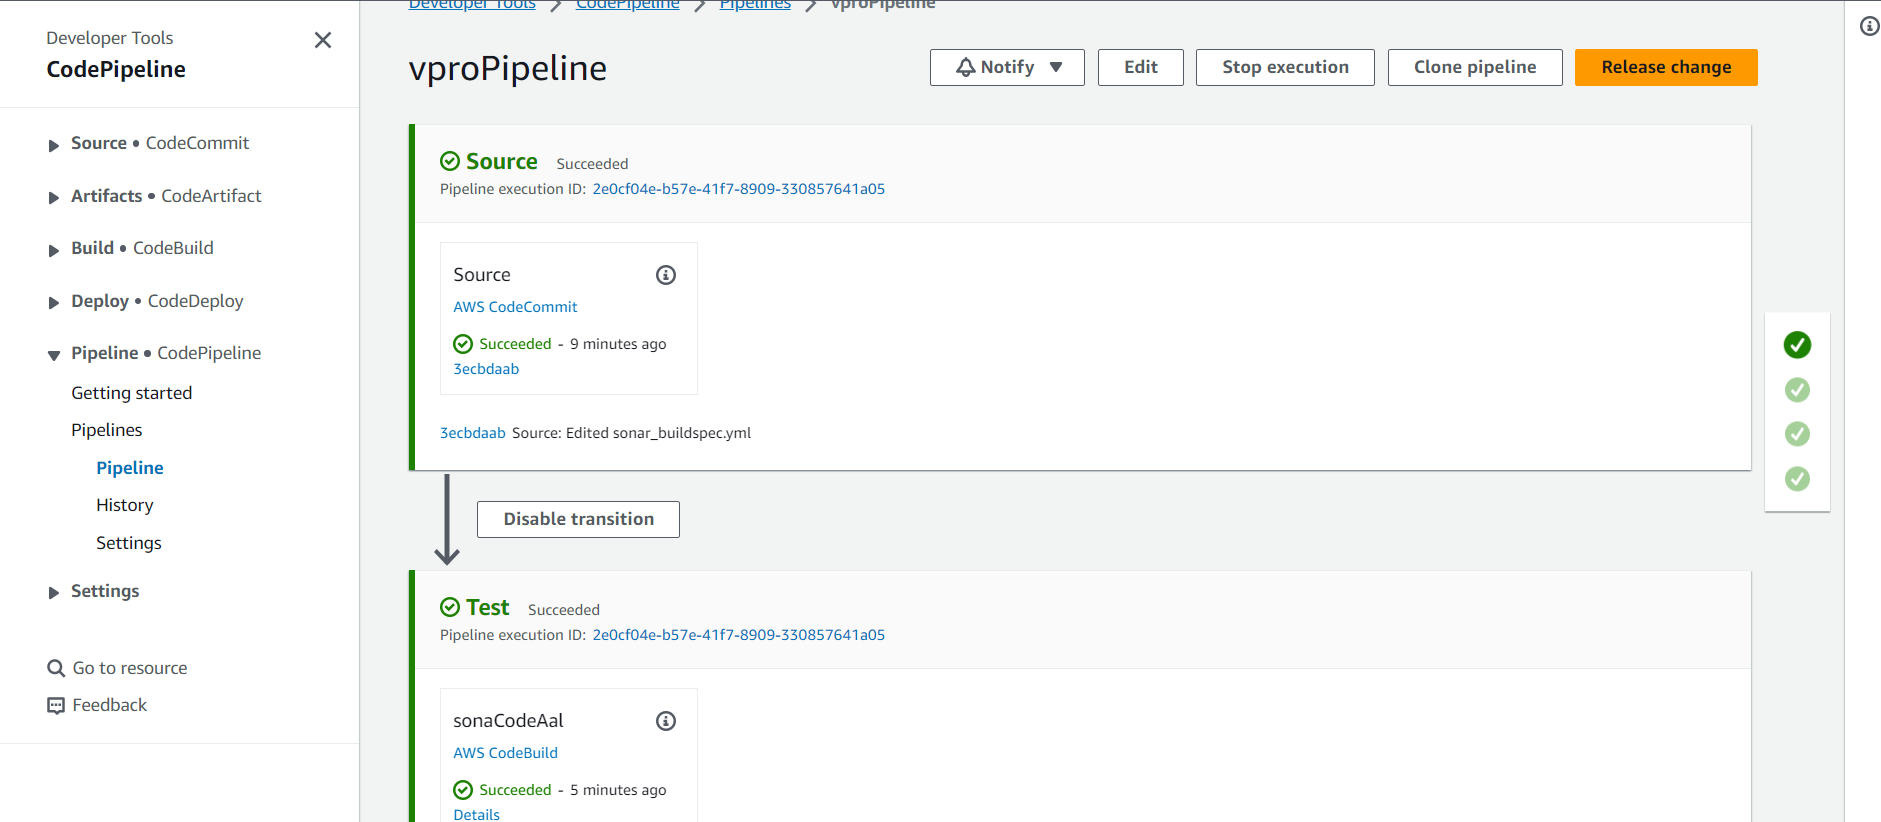 Developer Tools
CodePipeline
Source • CodeCommit
Artifacts • CodeArtifact
Build • CodeBuild
Deploy • CodeDeploy
Pipeline • CodePipeline
Getting started
Pipelines
Pipeline
History
Settings
Settings
Go to resource
Feedback
Developer Tools > CodePipeline > Pipelines > vproPipeline
vproPipeline
Notify
Edit
Stop execution
Clone pipeline
Release change
Source Succeeded
Pipeline execution ID: 2e0cf04e-b57e-41f7-8909-330857641a05
Source
AWS CodeCommit
Succeeded - 9 minutes ago
3ecbdaab
3ecbdaab Source: Edited sonar_buildspec.yml
Disable transition
Test Succeeded
Pipeline execution ID: 2e0cf04e-b57e-41f7-8909-330857641a05
sonaCodeAal
AWS CodeBuild
Succeeded - 5 minutes ago
Details